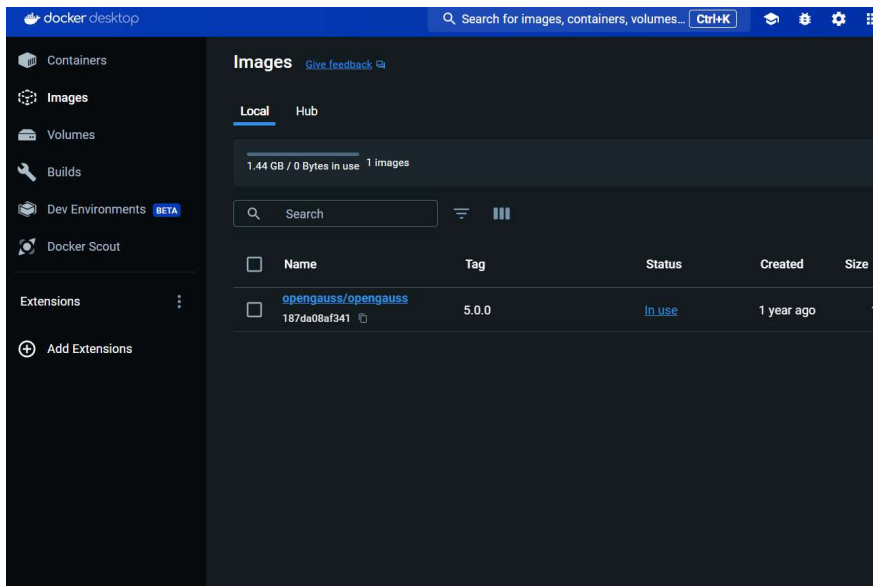 docker desktop
Search for images, containers, volumes... Ctrl+K
Containers
Images
Volumes
Builds
Dev Environments BETA
Docker Scout
Extensions
Add Extensions
Images Give feedback
Local Hub
1.44 GB / 0 Bytes in use 1 images
Search
Name Tag Status Created Size
opengauss/opengauss
187da08af341
5.0.0 In use 1 year ago